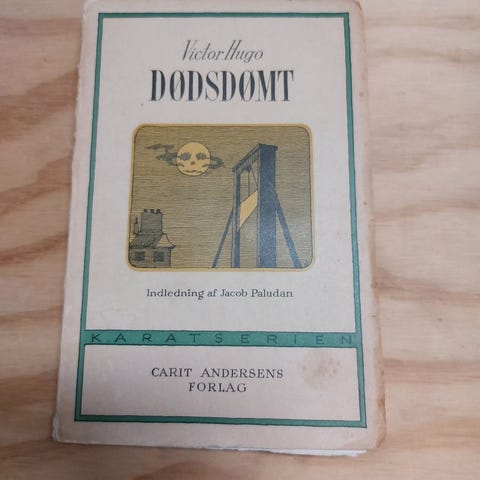 Victor Hugo
DØDSDØMT
Indledning af Jacob Paludan
KARATSERIEN
CARIT ANDERSENS
FORLAG